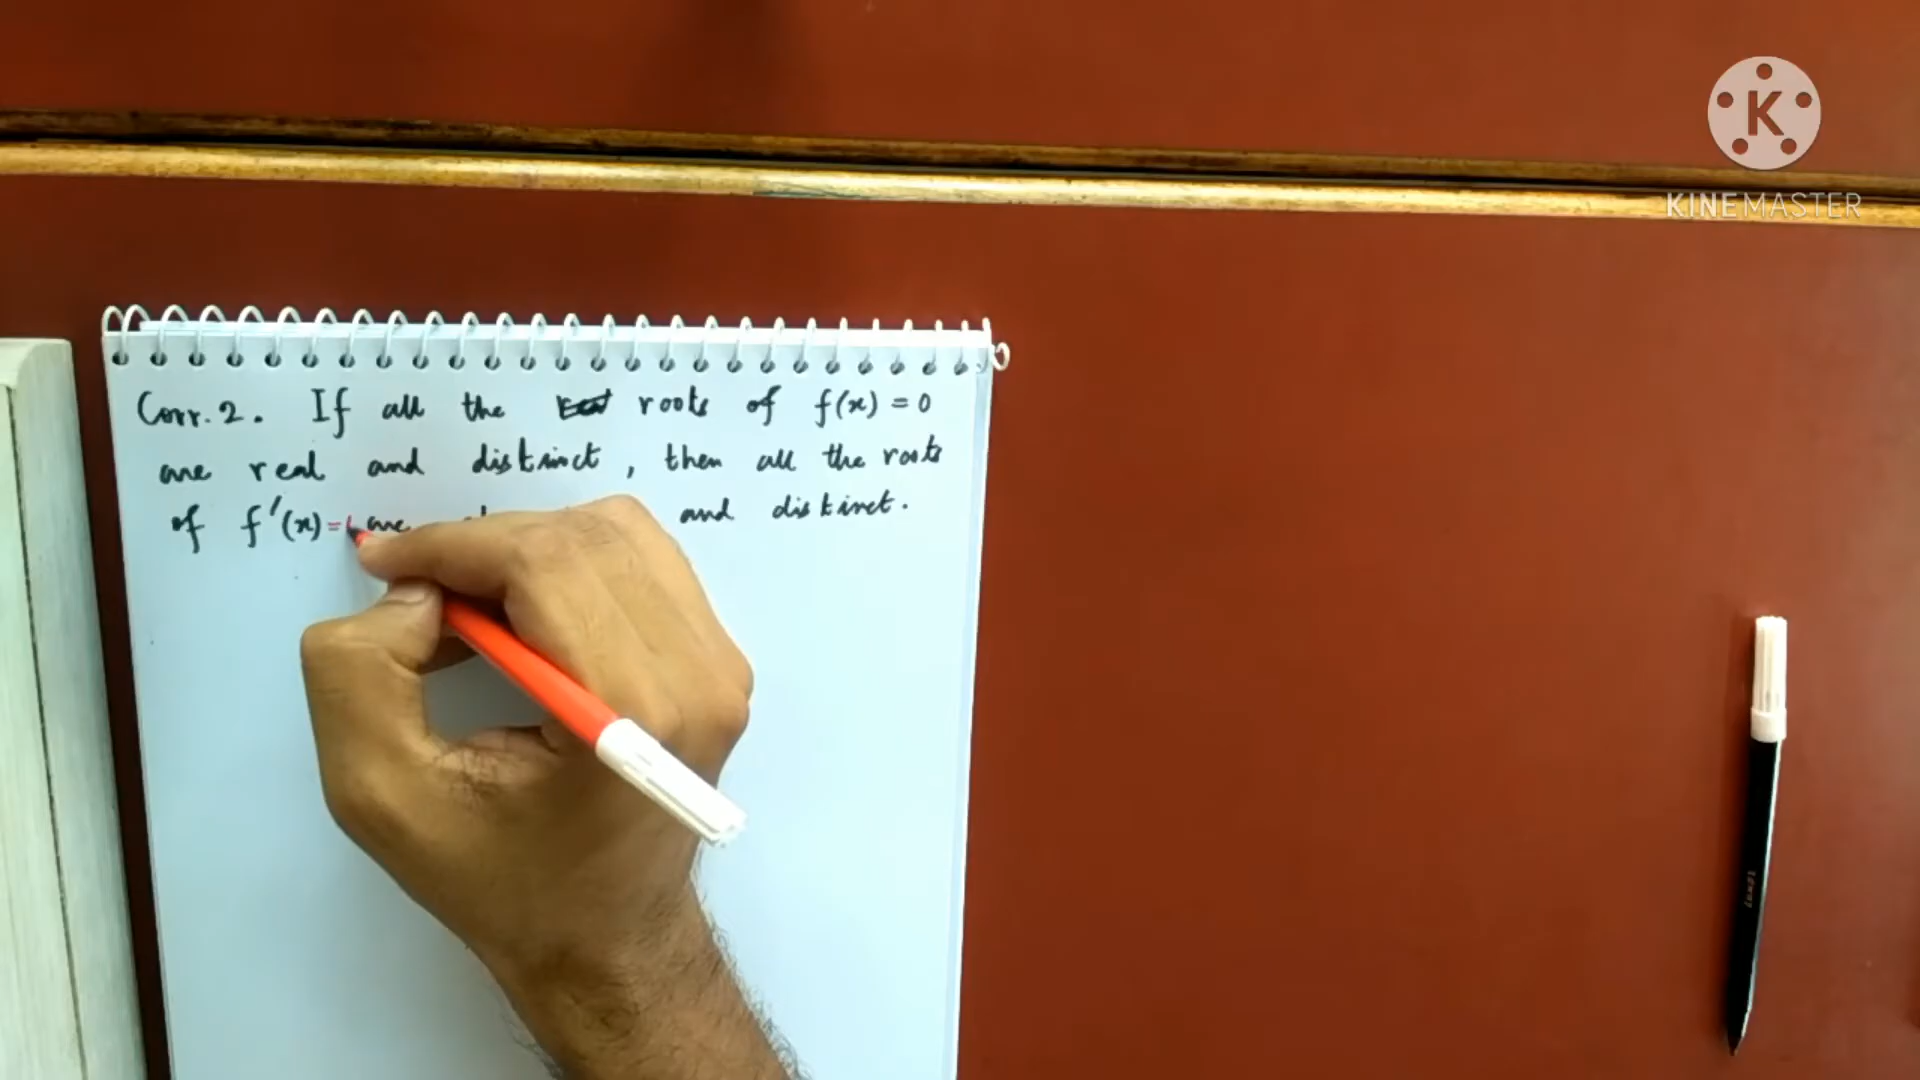 K
KINEMASTER
Corr. 2. If all the roots of f(x) = 0
are real and distinct, then all the roots
of f'(x) = are and distinct.